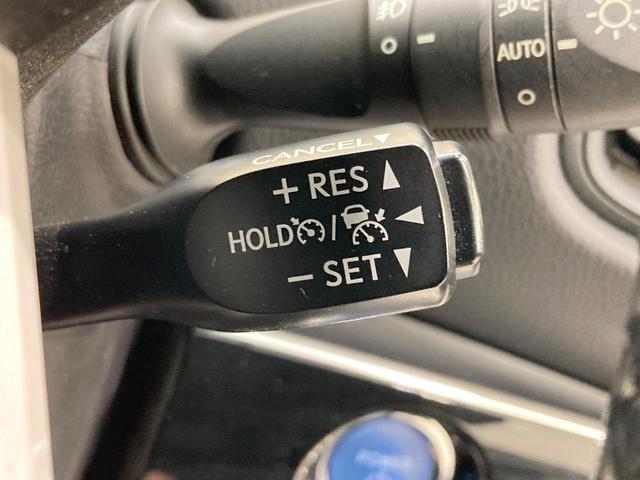 AUTO
CANCEL▼
+ RES ▲
HOLD / ◀
− SET ▼